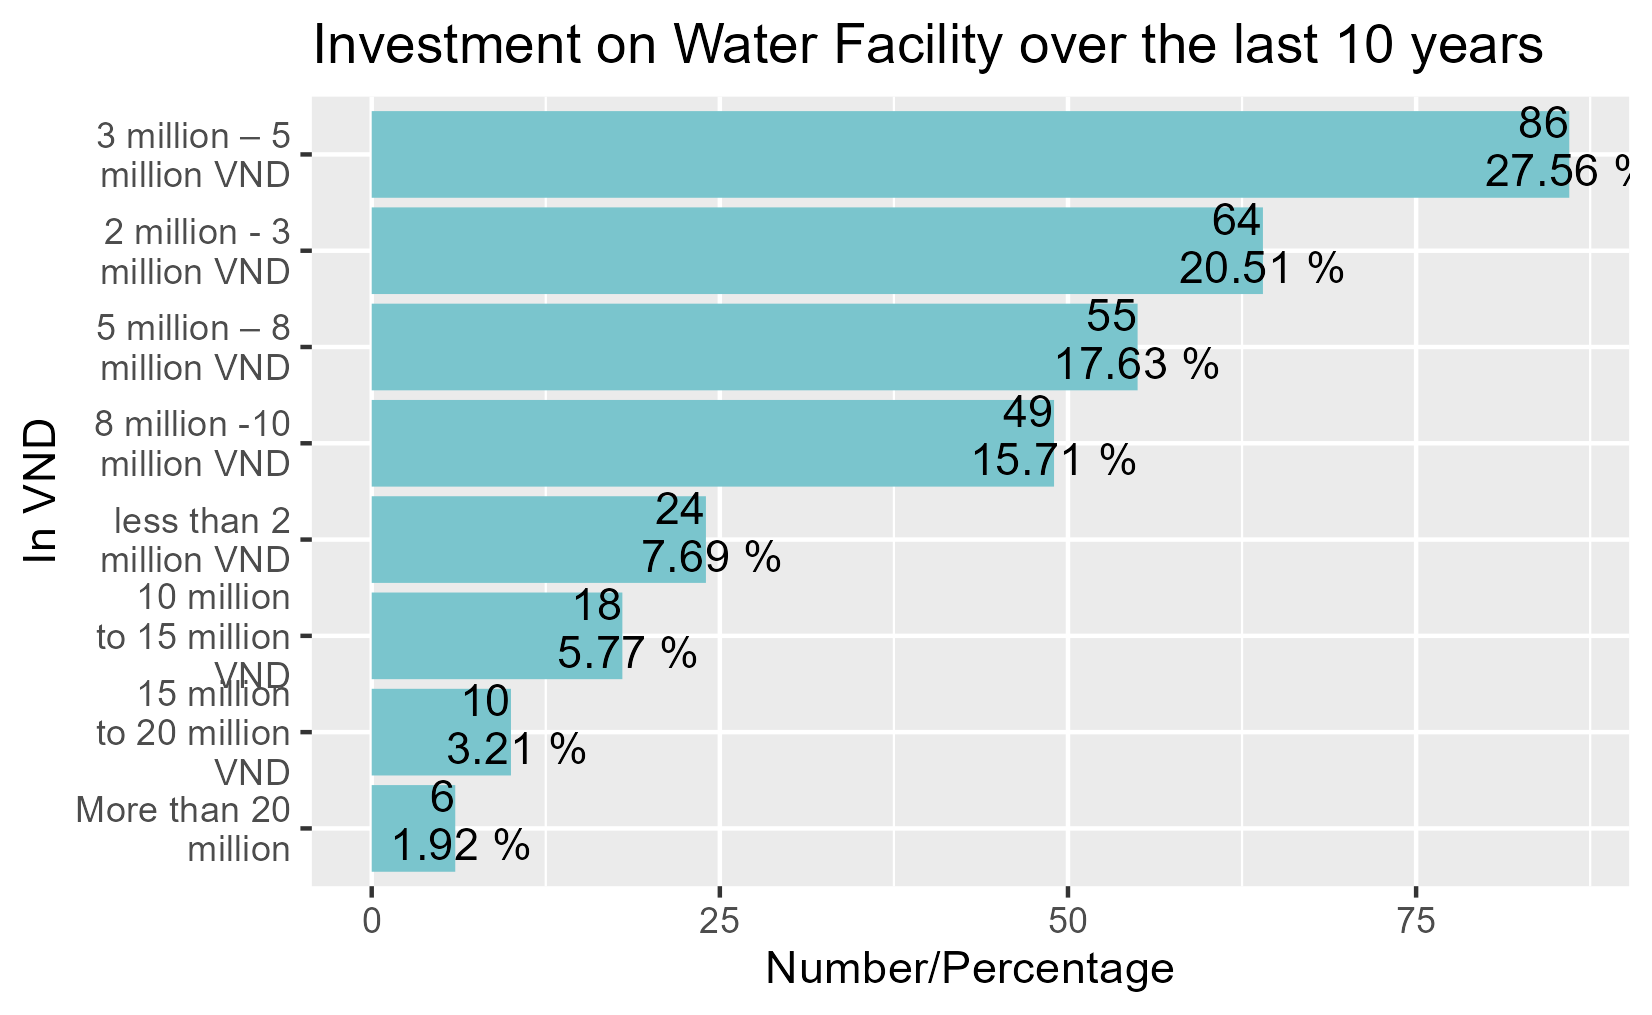 Investment on Water Facility over the last 10 years
In VND
3 million – 5
million VND
86
27.56 %
2 million - 3
million VND
64
20.51 %
5 million – 8
million VND
55
17.63 %
8 million -10
million VND
49
15.71 %
less than 2
million VND
24
7.69 %
10 million
to 15 million
VND
18
5.77 %
15 million
to 20 million
VND
10
3.21 %
More than 20
million
6
1.92 %
0
25
50
75
Number/Percentage